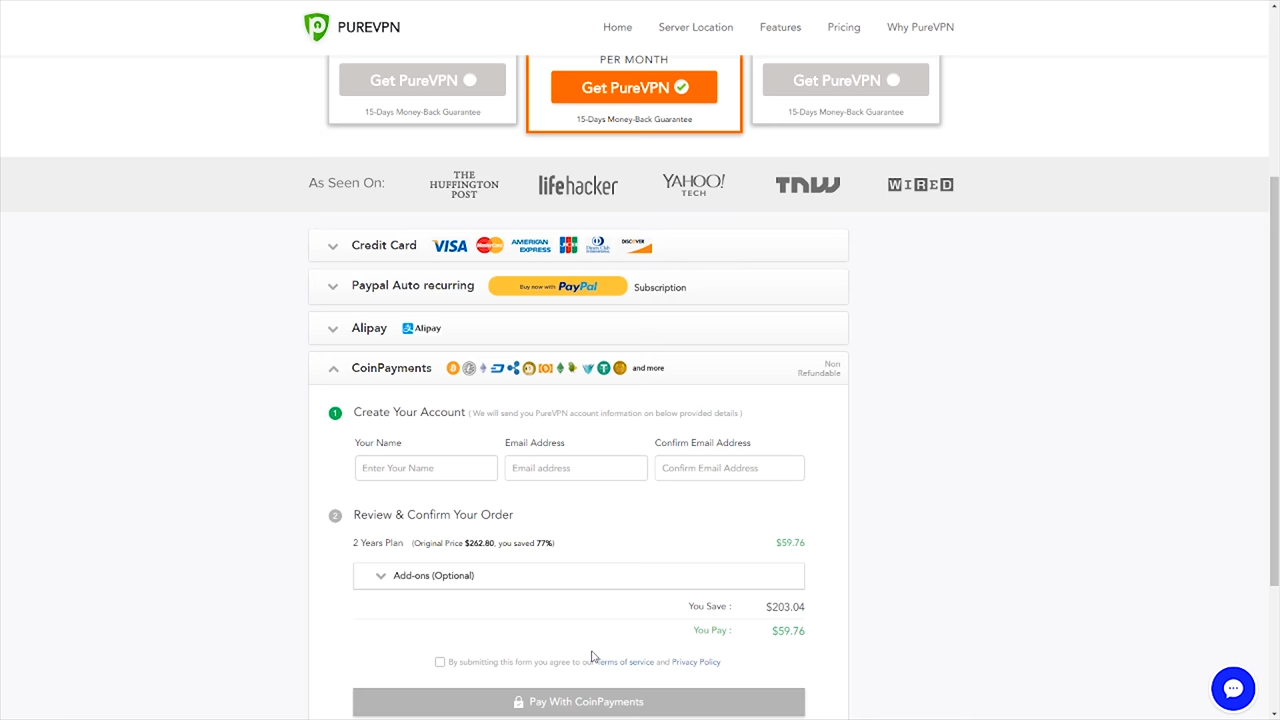 PUREVPN
Home
Server Location
Features
Pricing
Why PureVPN
PER MONTH
Get PureVPN
Get PureVPN
Get PureVPN
15-Days Money-Back Guarantee
15-Days Money-Back Guarantee
15-Days Money-Back Guarantee
As Seen On:
THE
HUFFINGTON
POST
lifehacker
YAHOO!
TECH
TNW
WIRED
Credit Card
VISA
MasterCard
AMERICAN
EXPRESS
JCB
Diners Club
International
DISCOVER
Paypal Auto recurring
Buy now with PayPal
Subscription
Alipay
Alipay
CoinPayments
and more
Non
Refundable
1
Create Your Account ( We will send you PureVPN account information on below provided details )
Your Name
Email Address
Confirm Email Address
Enter Your Name
Email address
Confirm Email Address
2
Review & Confirm Your Order
2 Years Plan (Original Price $262.80, you saved 77%)
$59.76
Add-ons (Optional)
You Save : $203.04
You Pay : $59.76
By submitting this form you agree to our Terms of service and Privacy Policy
Pay With CoinPayments